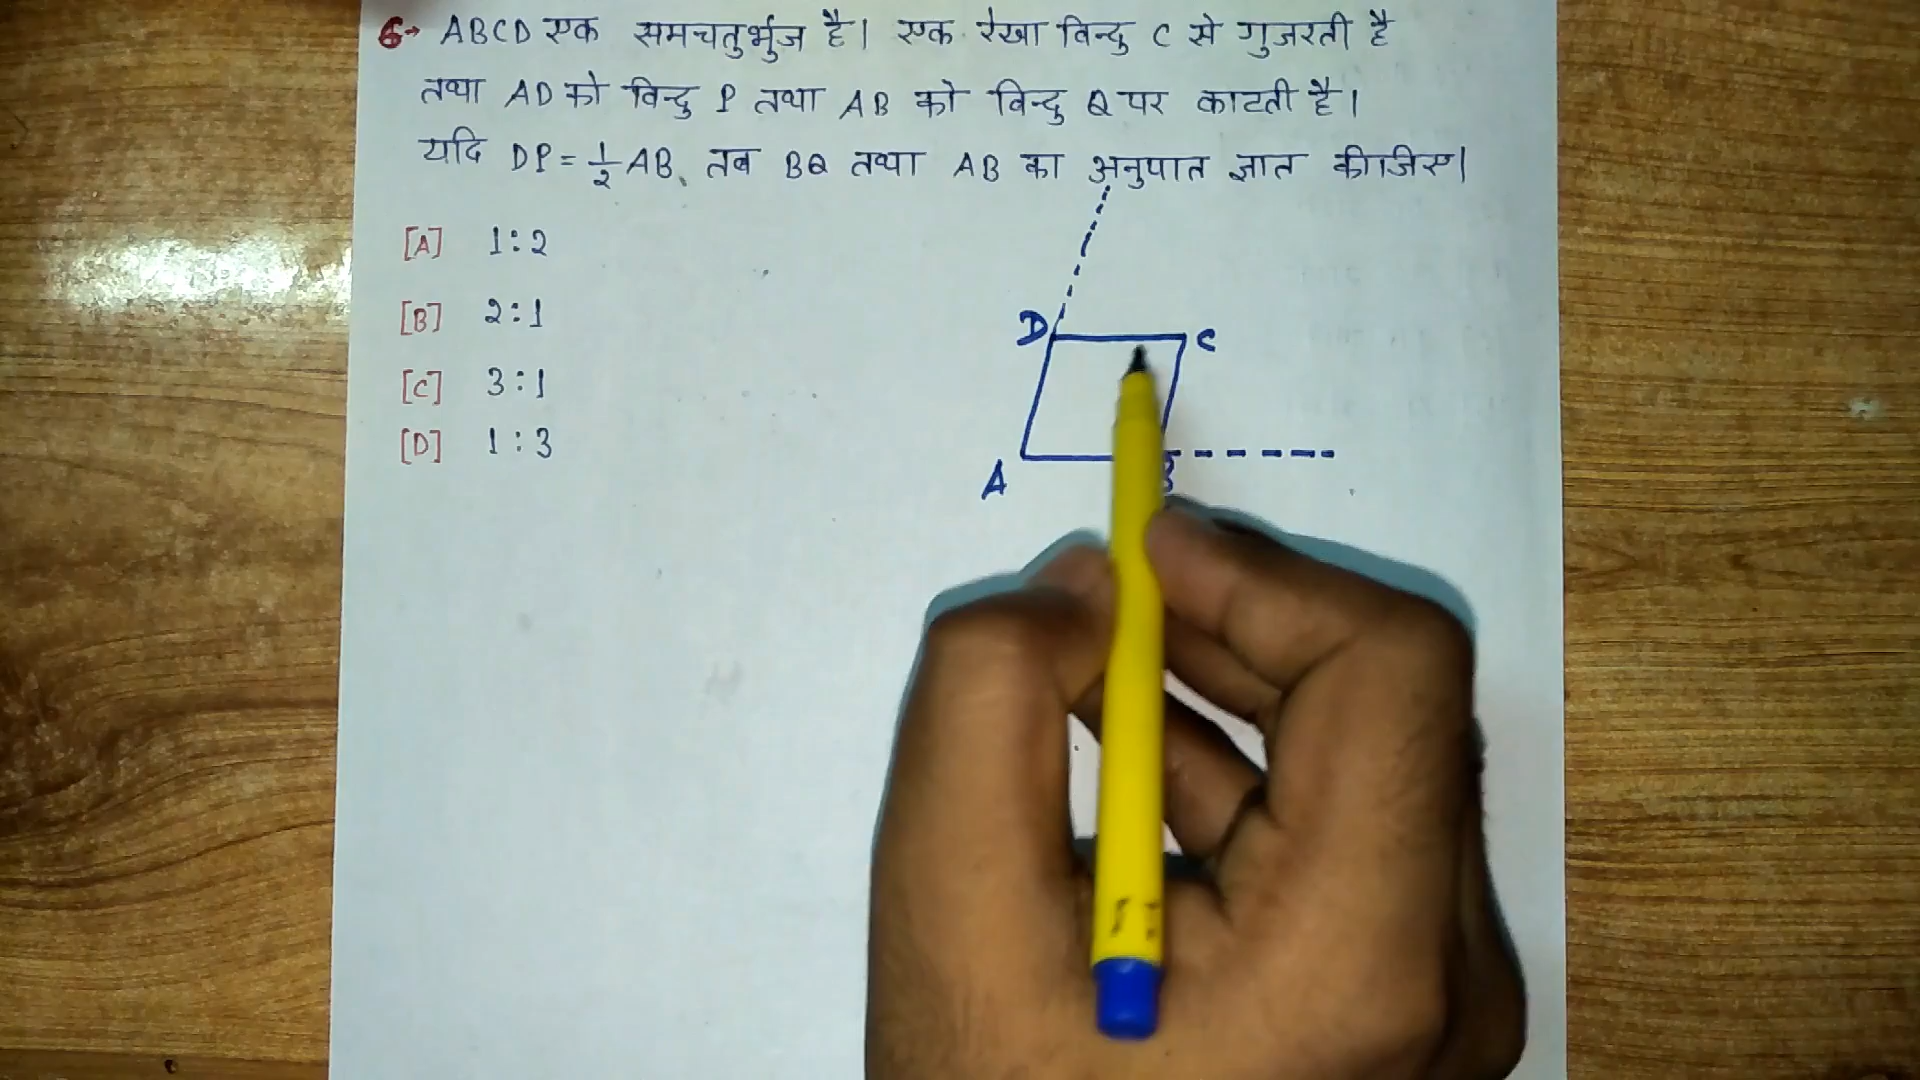 6→ ABCD एक समचतुर्भुज है। एक रेखा विन्दु C से गुजरती है
तथा AD को विन्दु P तथा AB को विन्दु Q पर काटती है।
यदि DP = 1/2 AB, तब BQ तथा AB का अनुपात ज्ञात कीजिए।
[A] 1:2
[B] 2:1
[C] 3:1
[D] 1:3
D C
A B